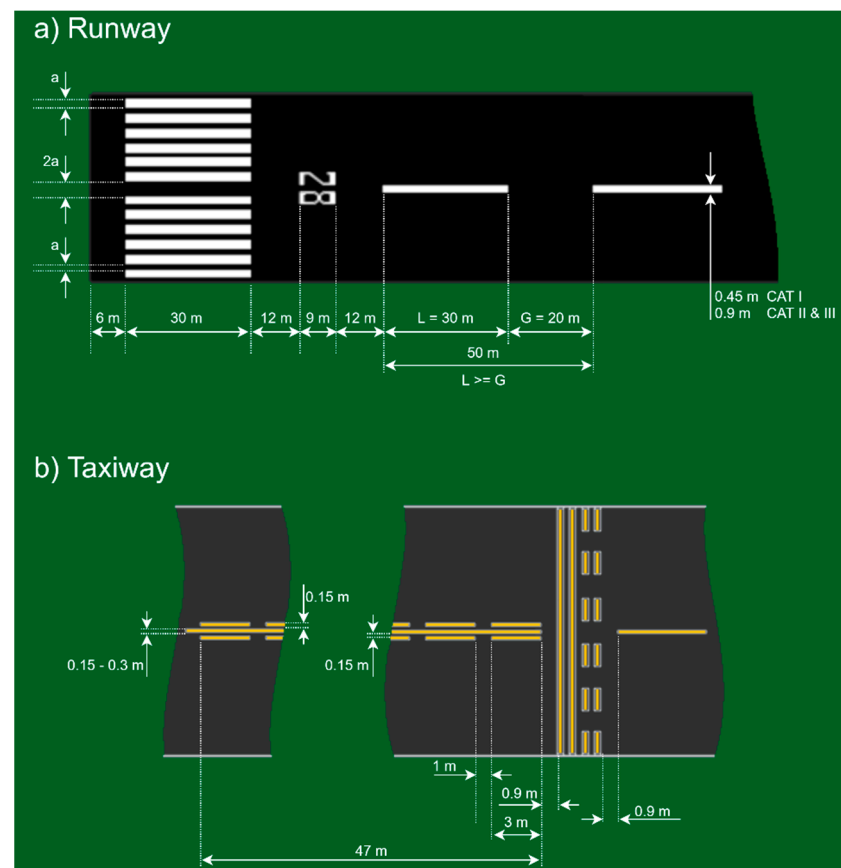 a) Runway
a
2a
28
a
0.45 m CAT I
0.9 m CAT II & III
6 m 30 m 12 m 9 m 12 m L = 30 m G = 20 m
50 m
L >= G
b) Taxiway
0.15 m
0.15 - 0.3 m 0.15 m
1 m
0.9 m
0.9 m
3 m
47 m